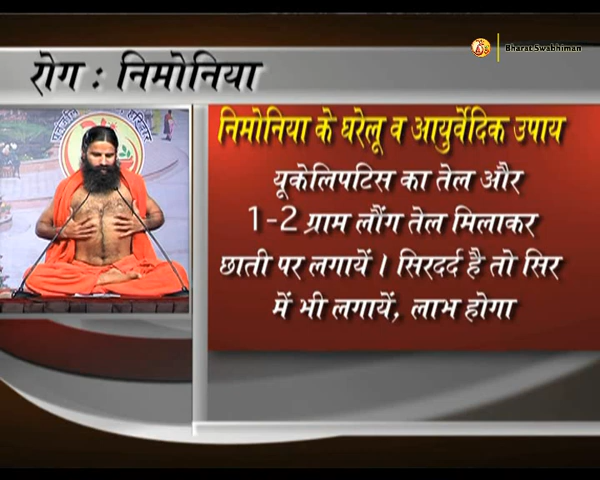 Bharat Swabhiman
रोग : निमोनिया
निमोनिया के घरेलू व आयुर्वेदिक उपाय
यूकेलिपटिस का तेल और
1-2 ग्राम लौंग तेल मिलाकर
छाती पर लगायें । सिरदर्द है तो सिर
में भी लगायें, लाभ होगा